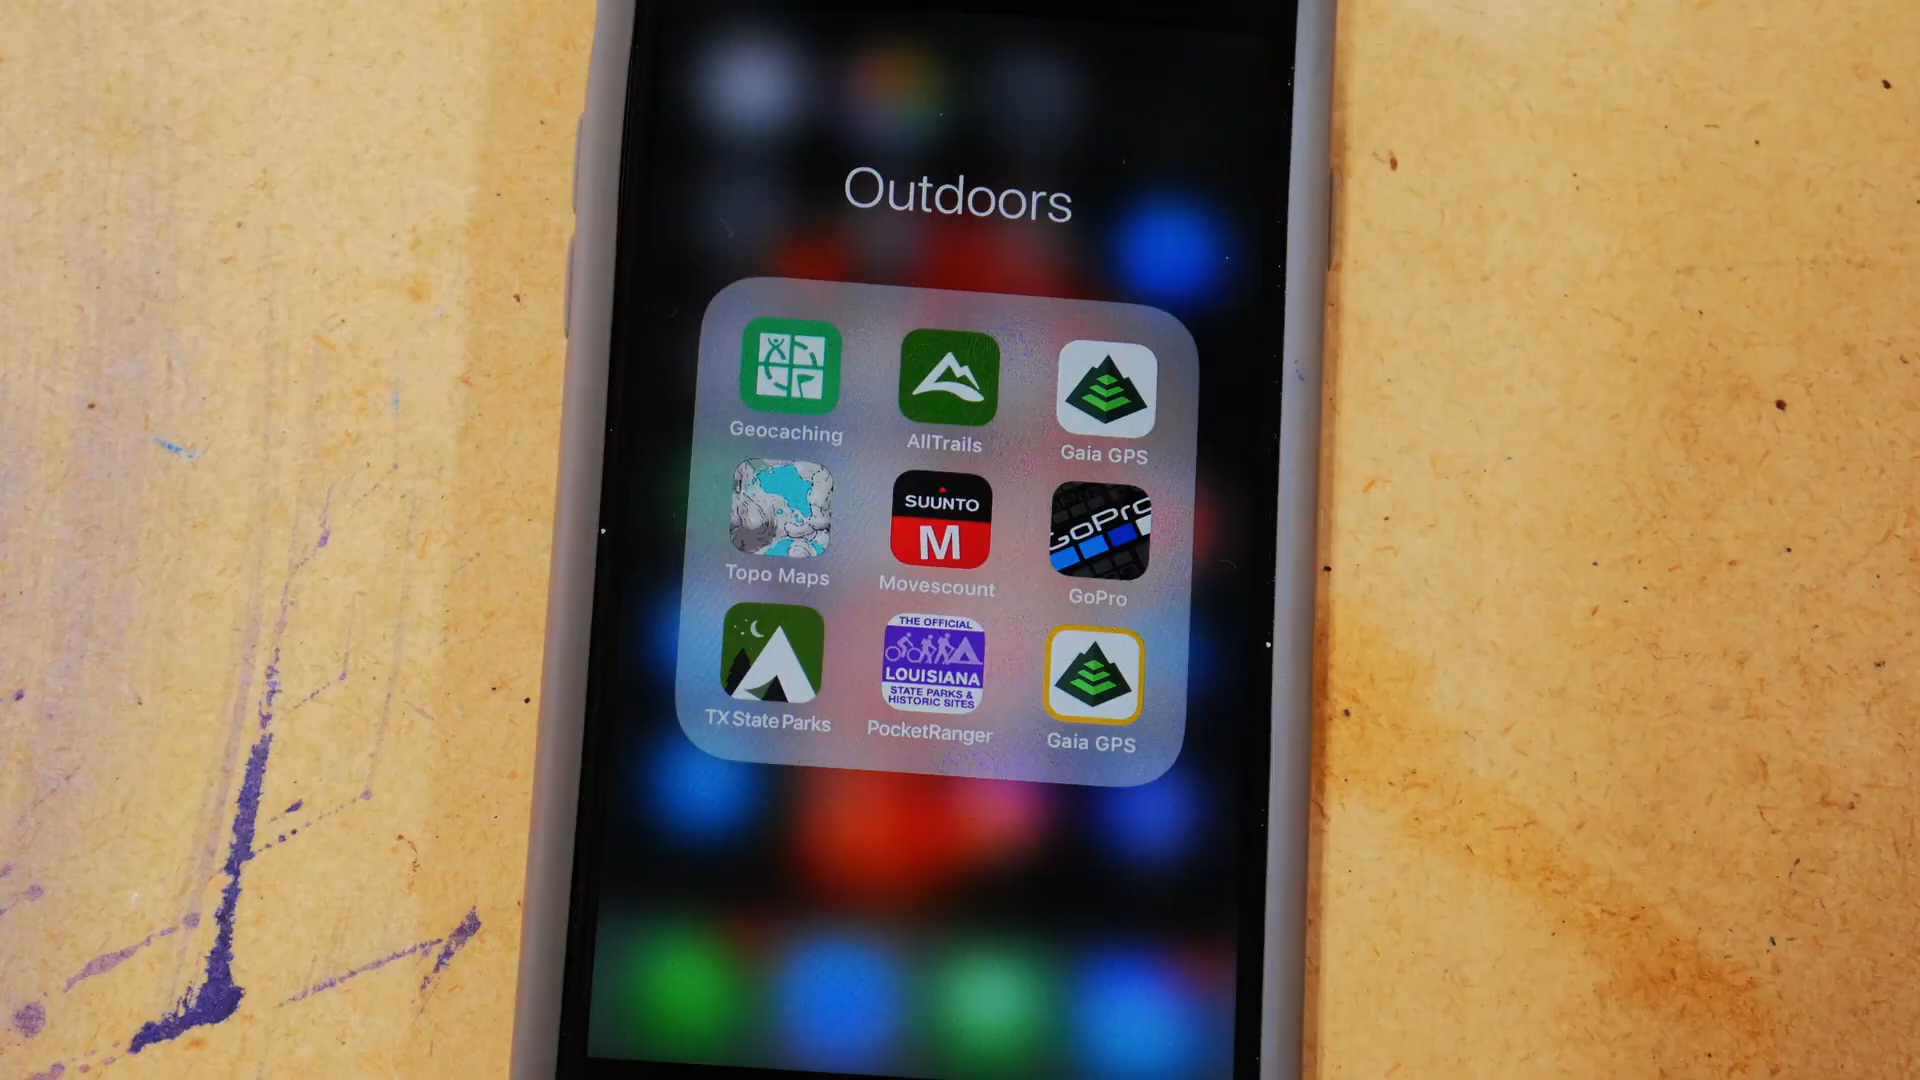 Outdoors
Geocaching
AllTrails
Gaia GPS
SUUNTO
M
GoPro
Topo Maps
Movescount
GoPro
THE OFFICIAL
LOUISIANA
STATE PARKS &
HISTORIC SITES
TX State Parks
PocketRanger
Gaia GPS